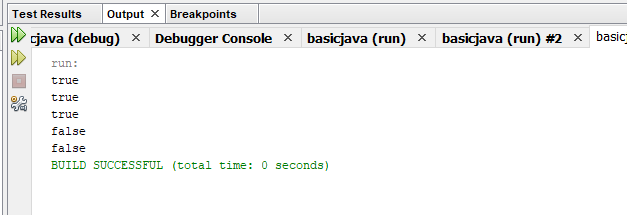 Test Results Output × Breakpoints
cjava (debug) × Debugger Console × basicjava (run) × basicjava (run) #2 × basicj
run:
true
true
true
false
false
BUILD SUCCESSFUL (total time: 0 seconds)